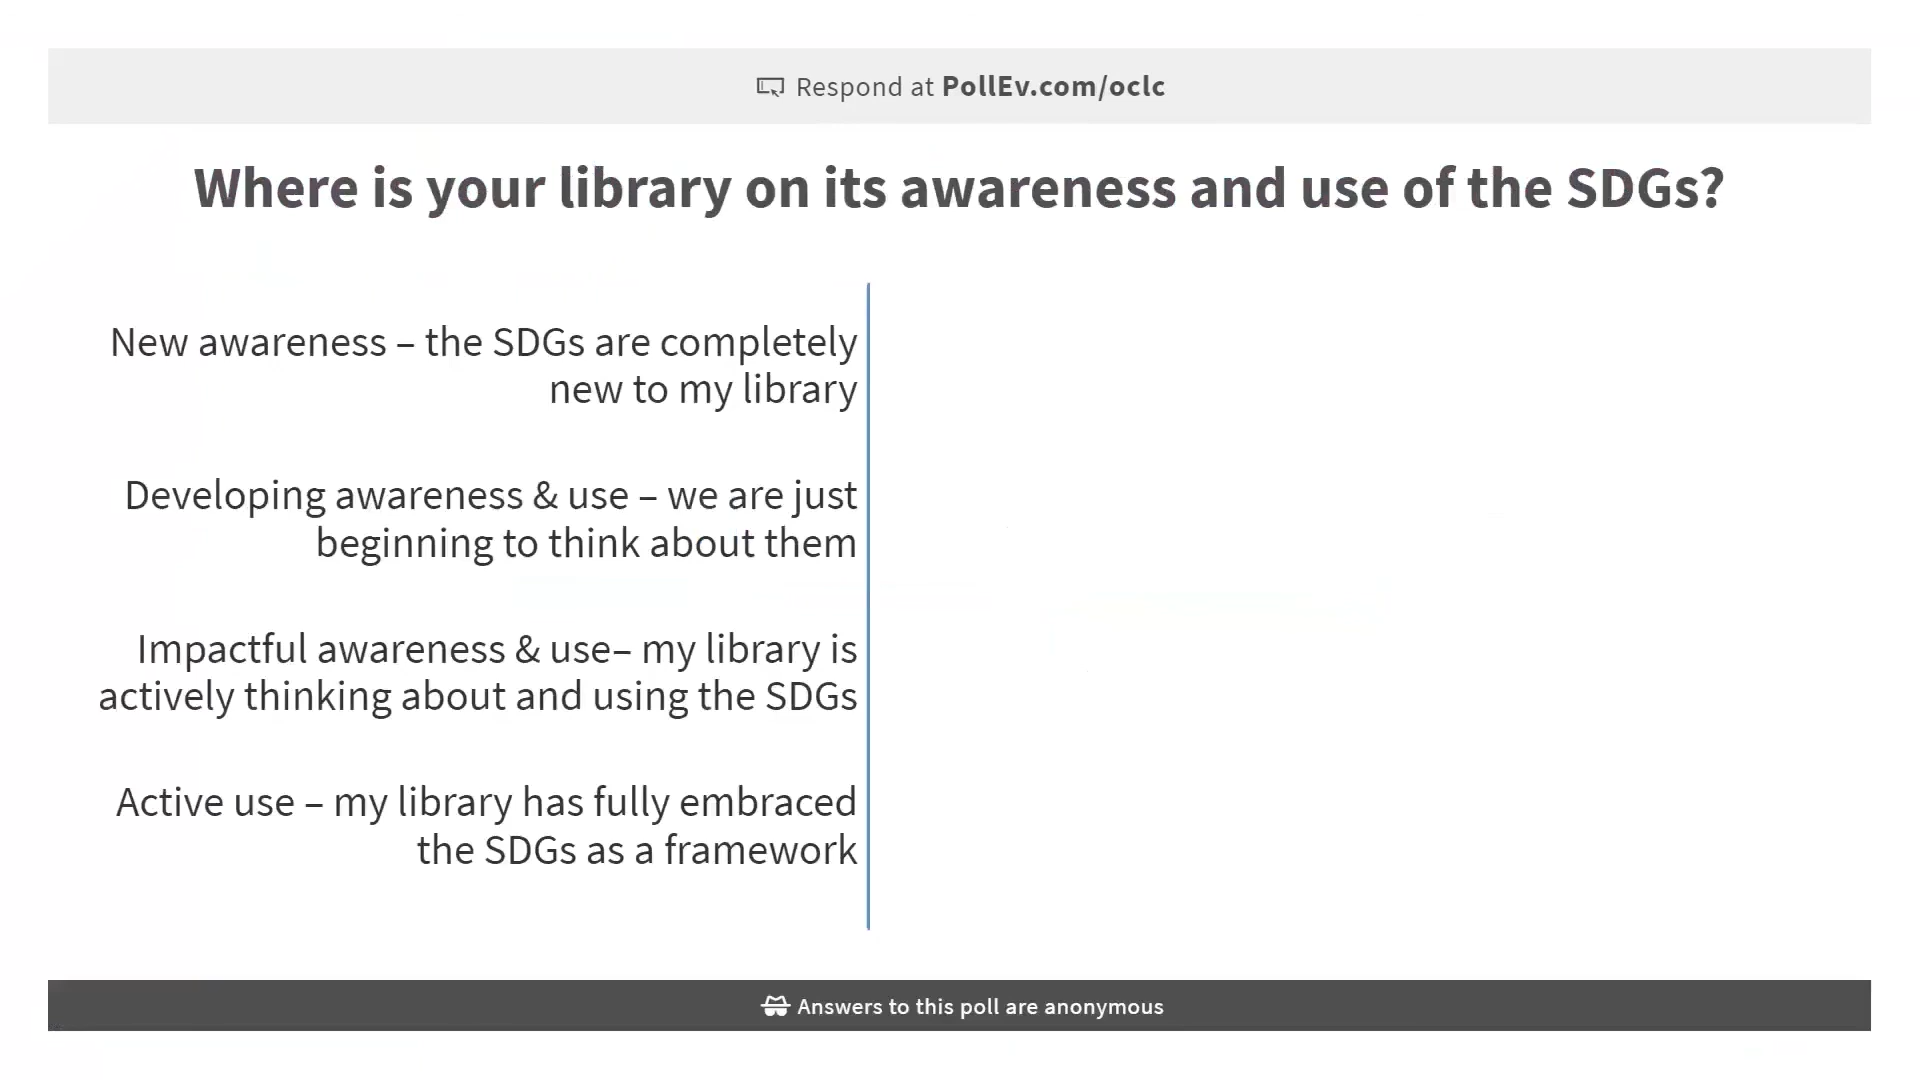 Respond at PollEv.com/oclc
Where is your library on its awareness and use of the SDGs?
New awareness – the SDGs are completely
new to my library
Developing awareness & use – we are just
beginning to think about them
Impactful awareness & use– my library is
actively thinking about and using the SDGs
Active use – my library has fully embraced
the SDGs as a framework
Answers to this poll are anonymous